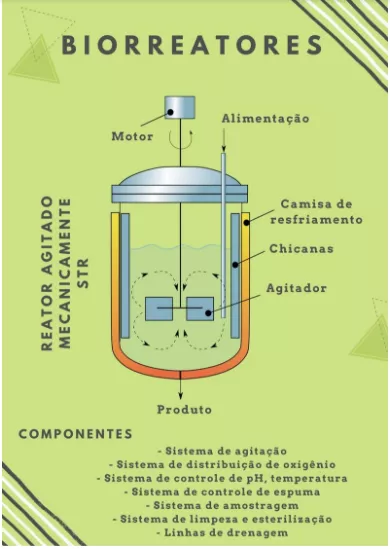 BIORREATORES
Alimentação
Motor
REATOR AGITADO
MECANICAMENTE
STR
Camisa de
resfriamento
Chicanas
Agitador
Produto
COMPONENTES
- Sistema de agitação
- Sistema de distribuição de oxigênio
- Sistema de controle de pH, temperatura
- Sistema de controle de espuma
- Sistema de amostragem
- Sistema de limpeza e esterilização
- Linhas de drenagem